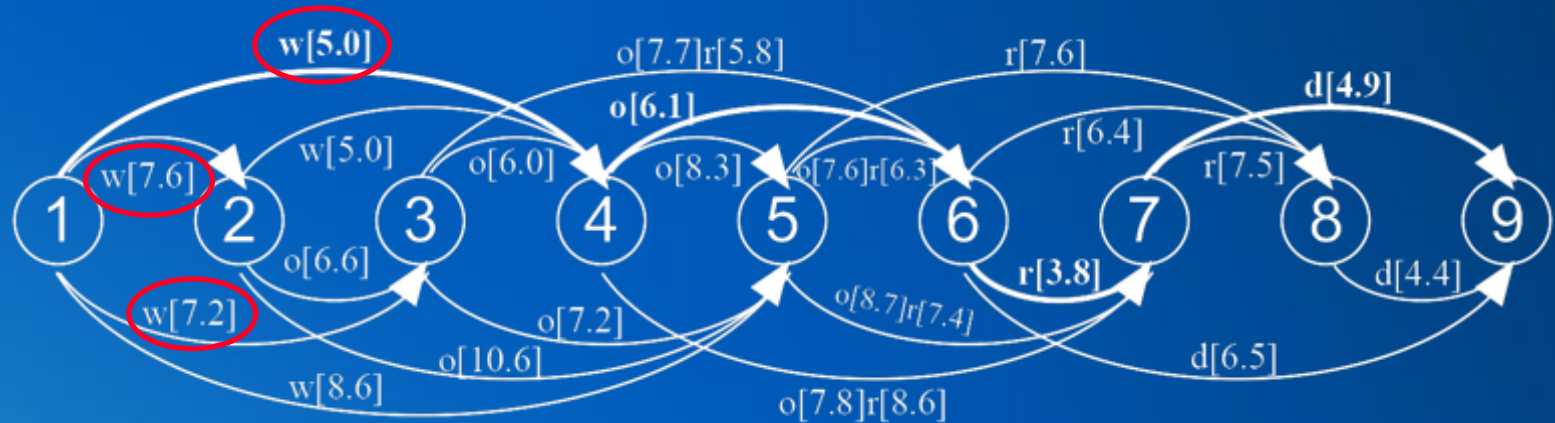 w[5.0]
o[7.7]r[5.8]
r[7.6]
d[4.9]
o[6.1]
w[5.0]
o[6.0]
o[8.3]
o[7.6]r[6.3]
r[6.4]
r[7.5]
w[7.6]
1 2 3 4 5 6 7 8 9
o[6.6]
r[3.8]
d[4.4]
w[7.2]
o[7.2]
o[8.7]r[7.4]
o[10.6]
d[6.5]
w[8.6]
o[7.8]r[8.6]